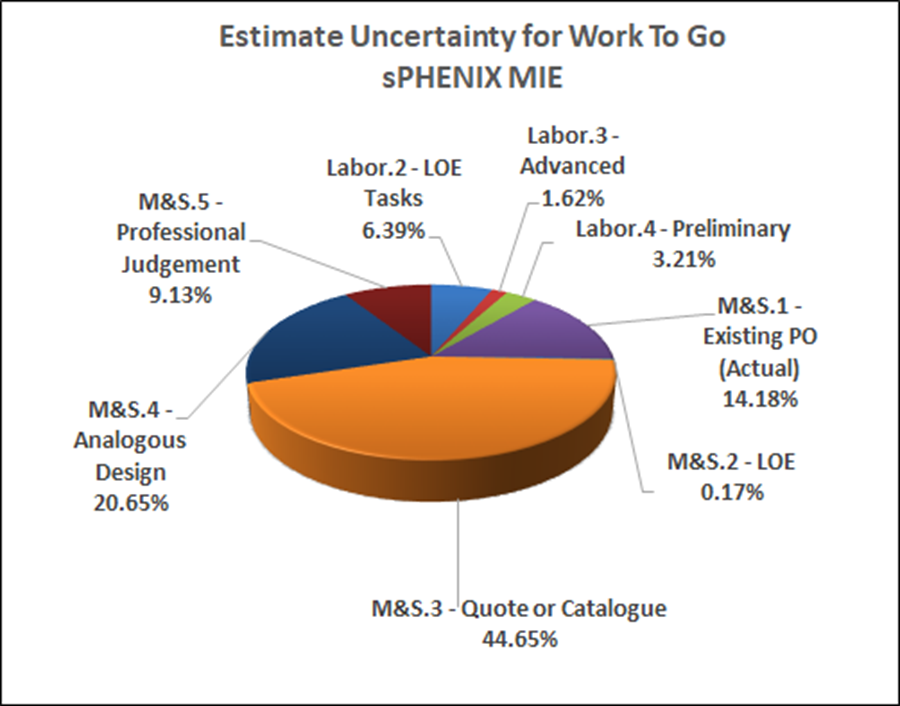 Estimate Uncertainty for Work To Go
sPHENIX MIE
Labor.3 -
Advanced
1.62%
Labor.2 - LOE
Tasks
6.39%
M&S.5 -
Professional
Judgement
9.13%
Labor.4 - Preliminary
3.21%
M&S.1 -
Existing PO
(Actual)
14.18%
M&S.4 -
Analogous
Design
20.65%
M&S.2 - LOE
0.17%
M&S.3 - Quote or Catalogue
44.65%